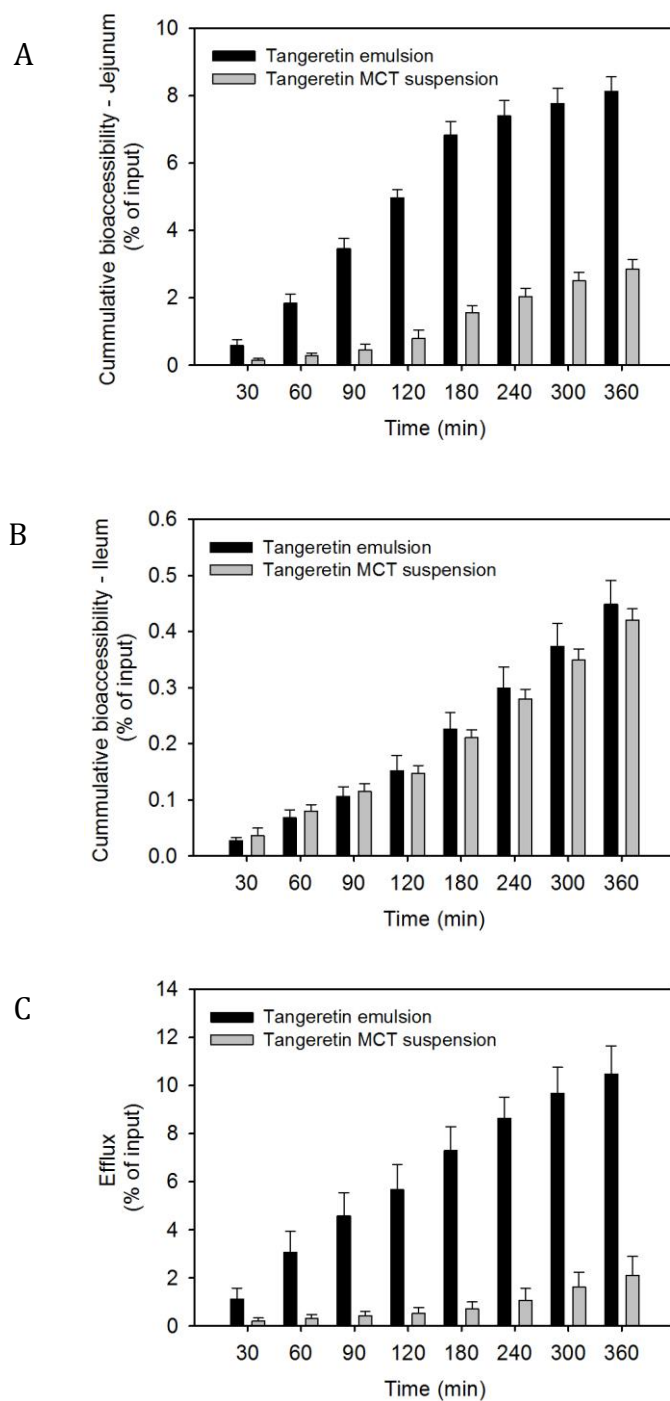 A
Cummulative bioaccessibility - Jejunum
(% of input)
10
8
6
4
2
0
Tangeretin emulsion
Tangeretin MCT suspension
30 60 90 120 180 240 300 360
Time (min)
B
Cummulative bioaccessibility - Ileum
(% of input)
0.6
0.5
0.4
0.3
0.2
0.1
0.0
Tangeretin emulsion
Tangeretin MCT suspension
30 60 90 120 180 240 300 360
Time (min)
C
Efflux
(% of input)
14
12
10
8
6
4
2
0
Tangeretin emulsion
Tangeretin MCT suspension
30 60 90 120 180 240 300 360
Time (min)